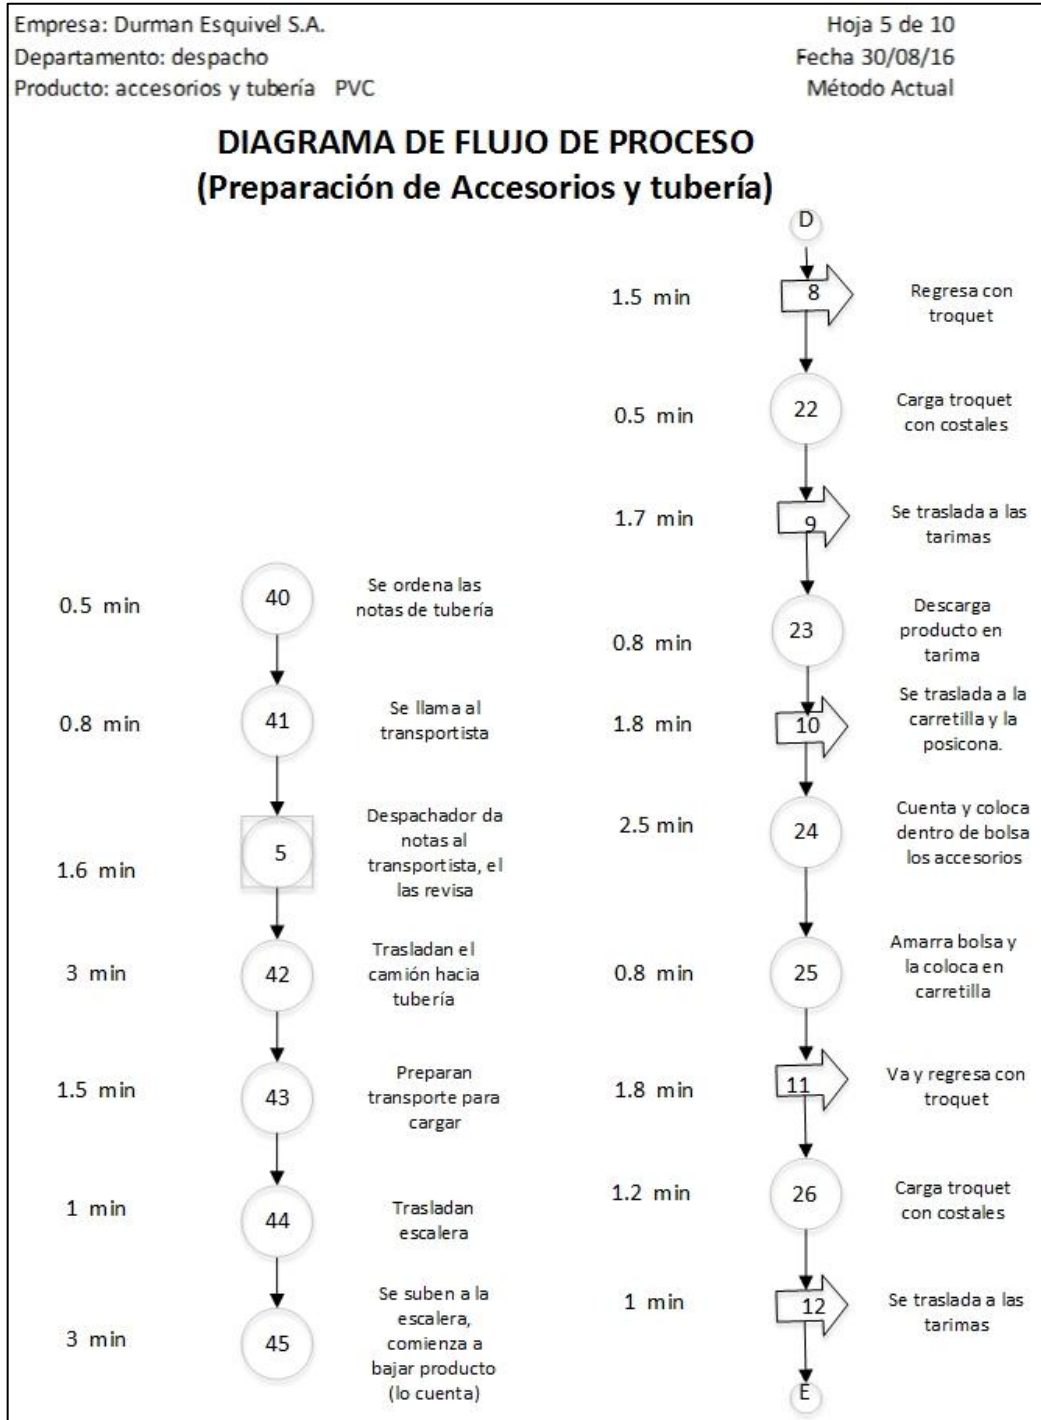 Empresa: Durman Esquivel S.A.
Hoja 5 de 10
Departamento: despacho
Fecha 30/08/16
Producto: accesorios y tubería PVC
Método Actual
DIAGRAMA DE FLUJO DE PROCESO
(Preparación de Accesorios y tubería)
0.5 min
40
Se ordena las
notas de tubería
0.8 min
41
Se llama al
transportista
1.6 min
5
Despachador da
notas al
transportista, el
las revisa
3 min
42
Trasladan el
camión hacia
tubería
1.5 min
43
Preparan
transporte para
cargar
1 min
44
Trasladan
escalera
3 min
45
Se suben a la
escalera,
comienza a
bajar producto
(lo cuenta)
D
1.5 min
8
Regresa con
troquet
0.5 min
22
Carga troquet
con costales
1.7 min
9
Se traslada a las
tarimas
0.8 min
23
Descarga
producto en
tarima
1.8 min
10
Se traslada a la
carretilla y la
posicona.
2.5 min
24
Cuenta y coloca
dentro de bolsa
los accesorios
0.8 min
25
Amarra bolsa y
la coloca en
carretilla
1.8 min
11
Va y regresa con
troquet
1.2 min
26
Carga troquet
con costales
1 min
12
Se traslada a las
tarimas
E